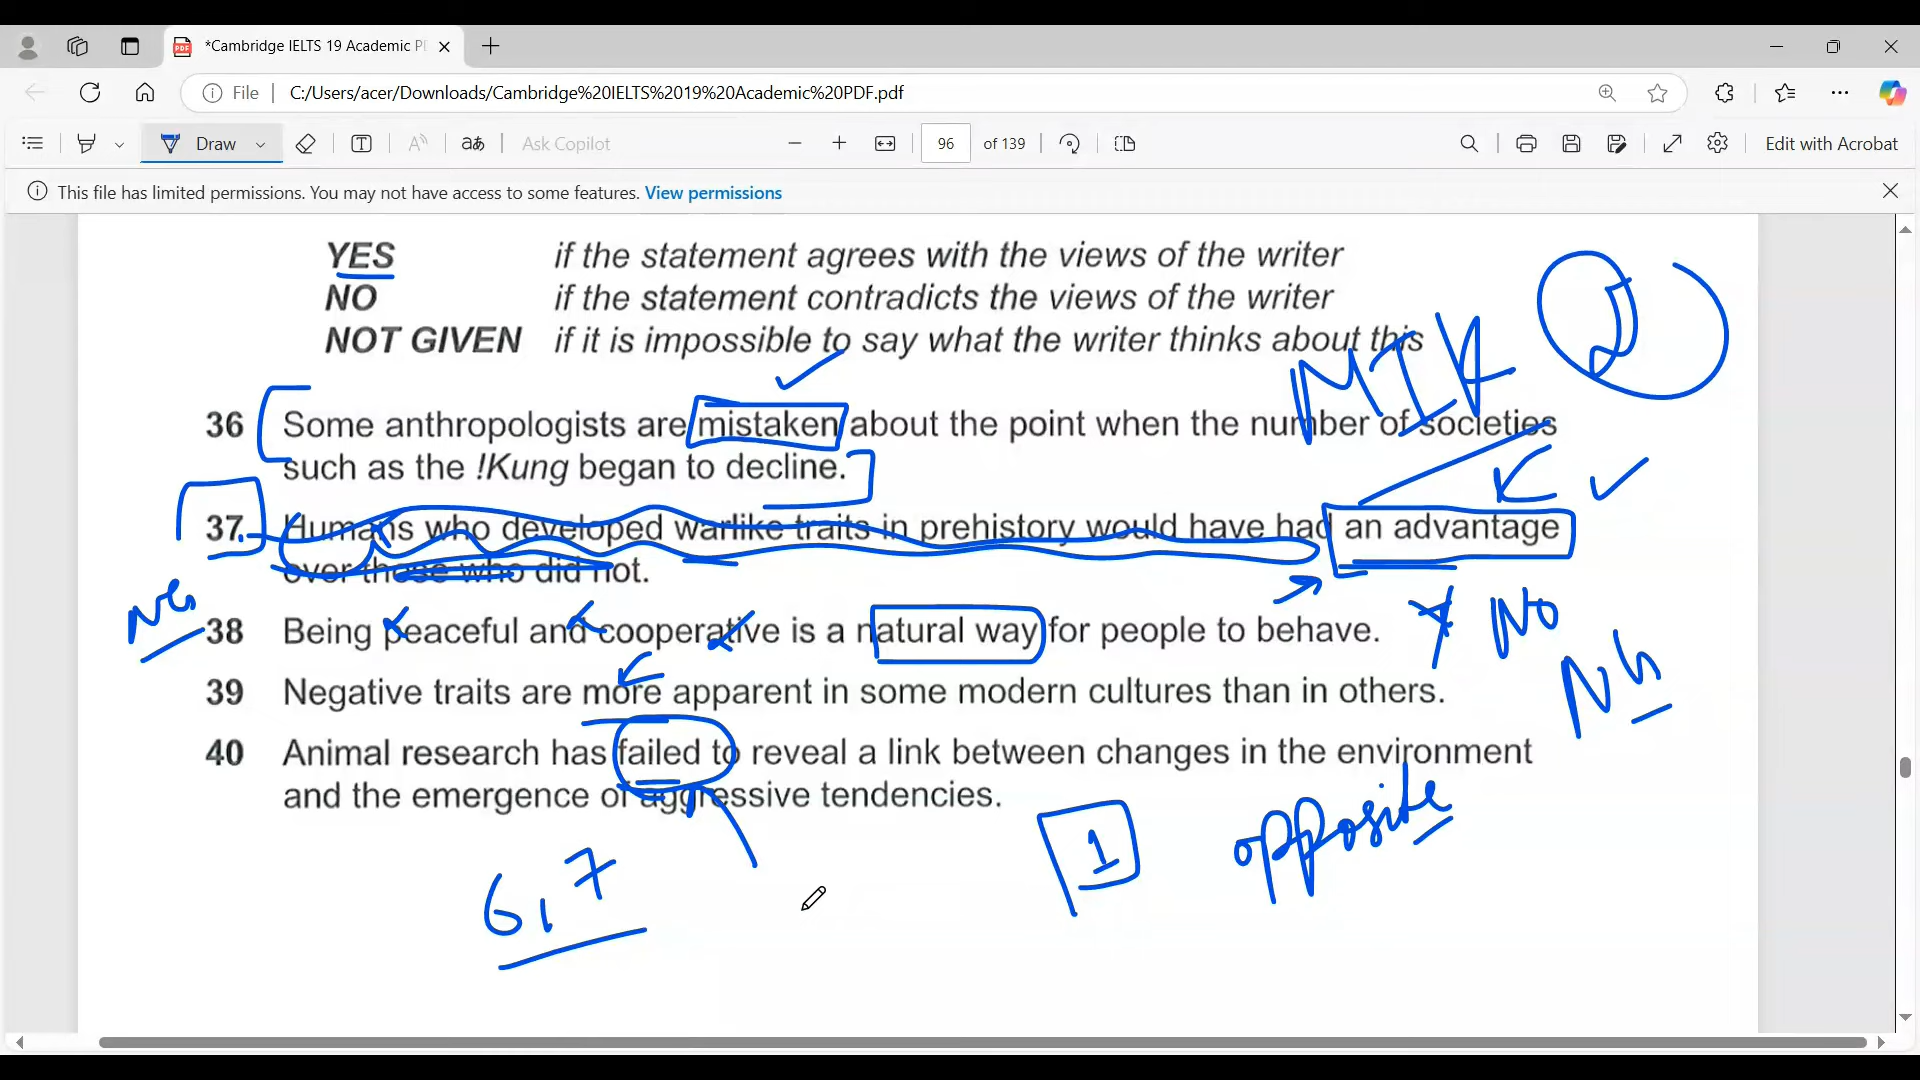 *Cambridge IELTS 19 Academic P
File C:/Users/acer/Downloads/Cambridge%20IELTS%2019%20Academic%20PDF.pdf
Draw Ask Copilot 96 of 139 Edit with Acrobat
This file has limited permissions. You may not have access to some features. View permissions
YES if the statement agrees with the views of the writer
NO if the statement contradicts the views of the writer
NOT GIVEN if it is impossible to say what the writer thinks about this
36 Some anthropologists are mistaken about the point when the number of societies
such as the !Kung began to decline.
37 Humans who developed warlike traits in prehistory would have had an advantage
over those who did not.
38 Being peaceful and cooperative is a natural way for people to behave.
NO
39 Negative traits are more apparent in some modern cultures than in others.
NG
40 Animal research has failed to reveal a link between changes in the environment
and the emergence of aggressive tendencies.
1 opposite
6,7